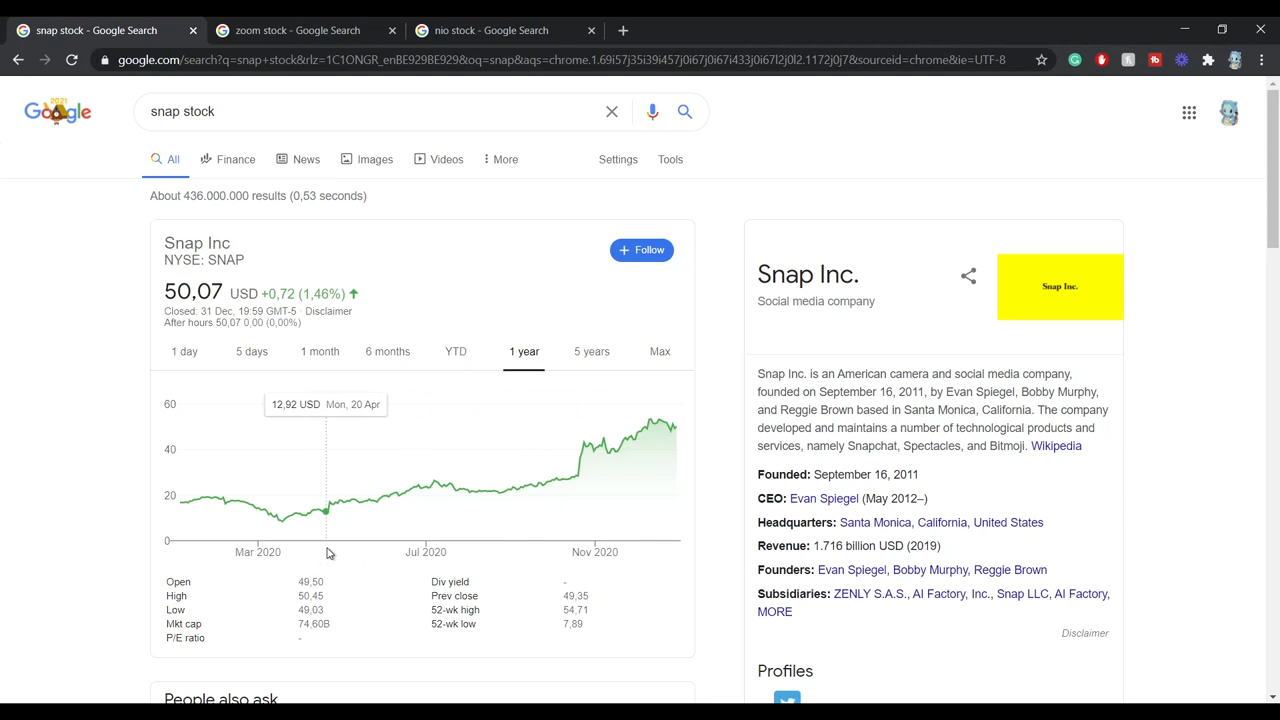 snap stock - Google Search
zoom stock - Google Search
nio stock - Google Search
google.com/search?q=snap+stock&rlz=1C1ONGR_enBE929BE929&oq=snap&aqs=chrome.1.69i57j35i39i457j0i67j0i67i433j0i67l2j0l2.1172j0j7&sourceid=chrome&ie=UTF-8
Google
2021
snap stock
All
Finance
News
Images
Videos
More
Settings
Tools
About 436.000.000 results (0,53 seconds)
Snap Inc
NYSE: SNAP
Follow
50,07 USD +0,72 (1,46%)
Closed: 31 Dec, 19:59 GMT-5 · Disclaimer
After hours 50,07 0,00 (0,00%)
1 day
5 days
1 month
6 months
YTD
1 year
5 years
Max
12,92 USD Mon, 20 Apr
60
40
20
0
Mar 2020
Jul 2020
Nov 2020
Open 49,50
High 50,45
Low 49,03
Mkt cap 74,60B
P/E ratio -
Div yield -
Prev close 49,35
52-wk high 54,71
52-wk low 7,89
People also ask
Snap Inc.
Social media company
Snap Inc.
Snap Inc. is an American camera and social media company,
founded on September 16, 2011, by Evan Spiegel, Bobby Murphy,
and Reggie Brown based in Santa Monica, California. The company
developed and maintains a number of technological products and
services, namely Snapchat, Spectacles, and Bitmoji. Wikipedia
Founded: September 16, 2011
CEO: Evan Spiegel (May 2012–)
Headquarters: Santa Monica, California, United States
Revenue: 1.716 billion USD (2019)
Founders: Evan Spiegel, Bobby Murphy, Reggie Brown
Subsidiaries: ZENLY S.A.S., AI Factory, Inc., Snap LLC, AI Factory,
MORE
Disclaimer
Profiles